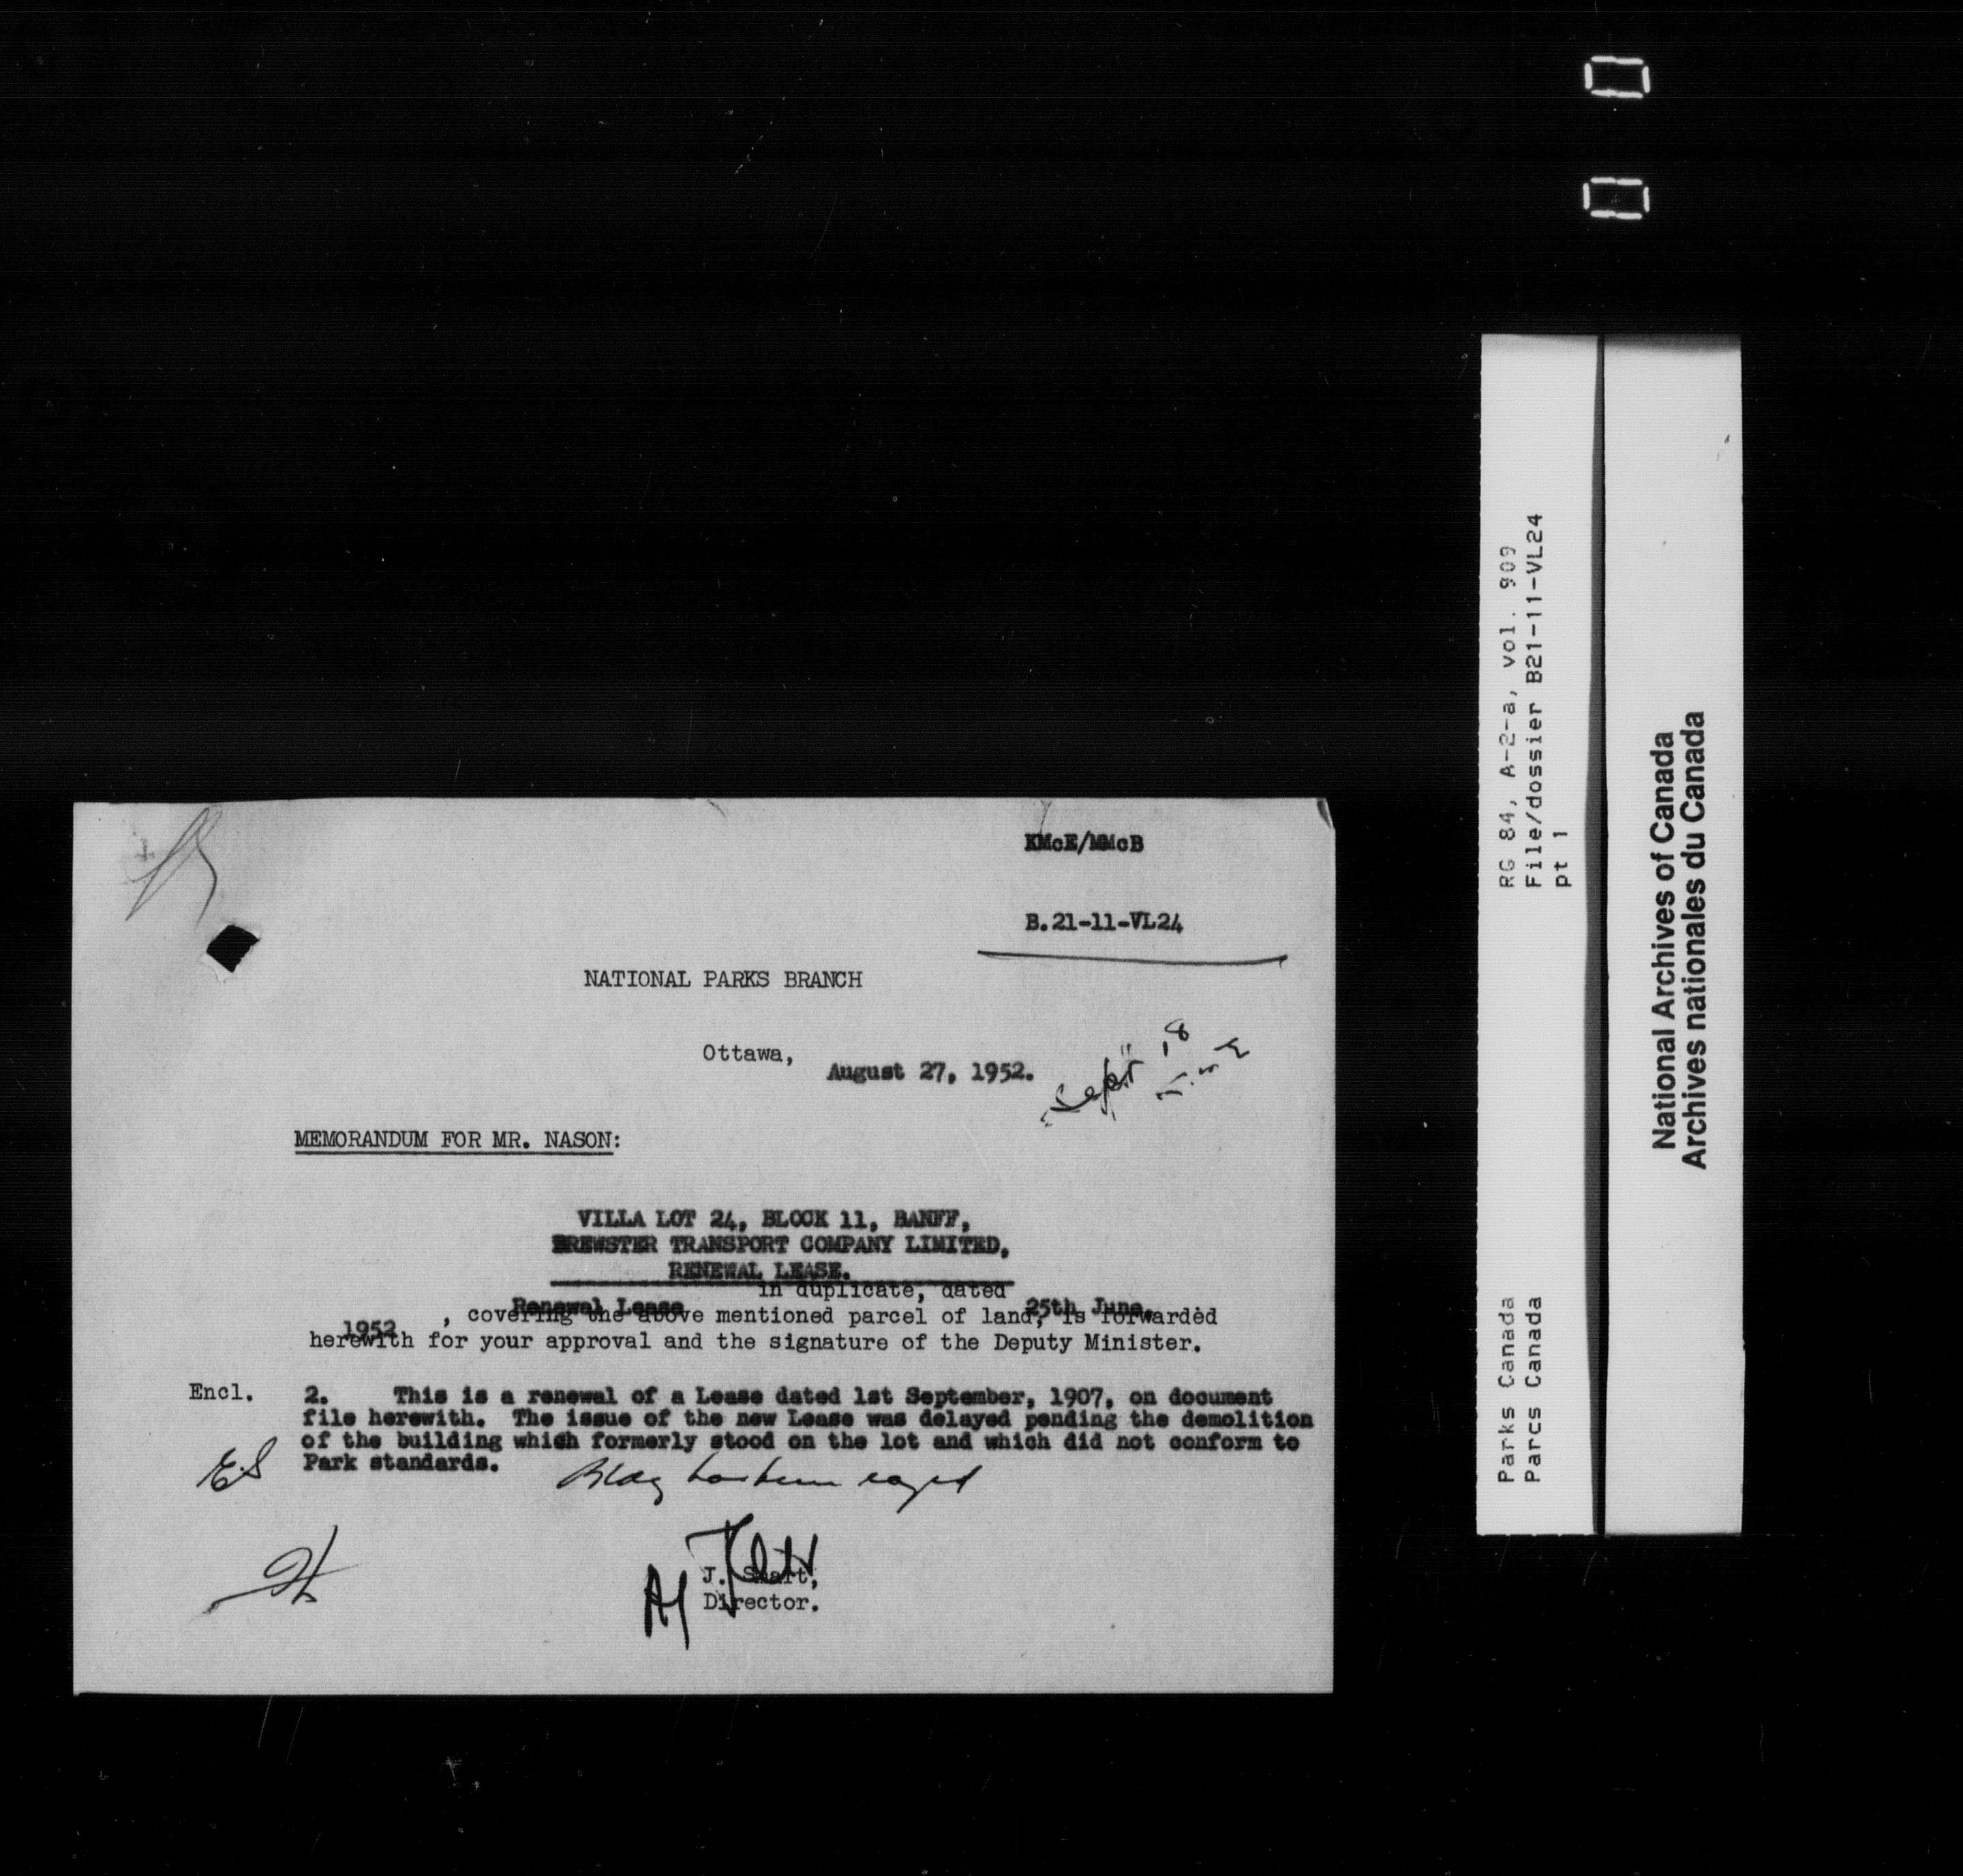 KMcE/MMcB
B.21-11-VL24
NATIONAL PARKS BRANCH
Ottawa,
August 27, 1952.
Sept 18
MEMORANDUM FOR MR. NASON:
VILLA LOT 24, BLOCK 11, BANFF,
BREWSTER TRANSPORT COMPANY LIMITED,
RENEWAL LEASE.
Renewal Lease in duplicate, dated 25th June,
1952, covering the above mentioned parcel of land, is forwarded
herewith for your approval and the signature of the Deputy Minister.
Encl.
2. This is a renewal of a Lease dated 1st September, 1907, on document
file herewith. The issue of the new Lease was delayed pending the demolition
of the building which formerly stood on the lot and which did not conform to
Park standards.
Bldg has been razed
J. Smart,
Director.
RG 84, A-2-a, vol. 909
File/dossier B21-11-VL24
pt 1
Parks Canada
Parcs Canada
National Archives of Canada
Archives nationales du Canada